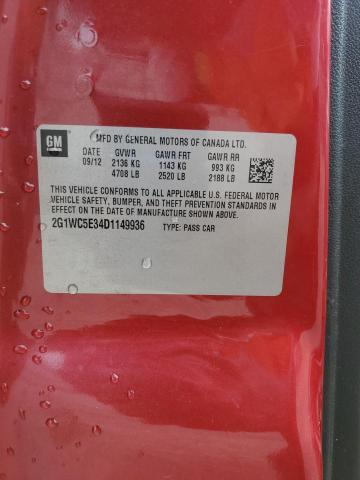 GM
MFD BY GENERAL MOTORS OF CANADA LTD.
DATE GVWR GAWR FRT GAWR RR
09/12 2136 KG 1143 KG 993 KG
4708 LB 2520 LB 2188 LB
THIS VEHICLE CONFORMS TO ALL APPLICABLE U.S. FEDERAL MOTOR
VEHICLE SAFETY, BUMPER, AND THEFT PREVENTION STANDARDS IN
EFFECT ON THE DATE OF MANUFACTURE SHOWN ABOVE.
2G1WC5E34D1149936 TYPE: PASS CAR